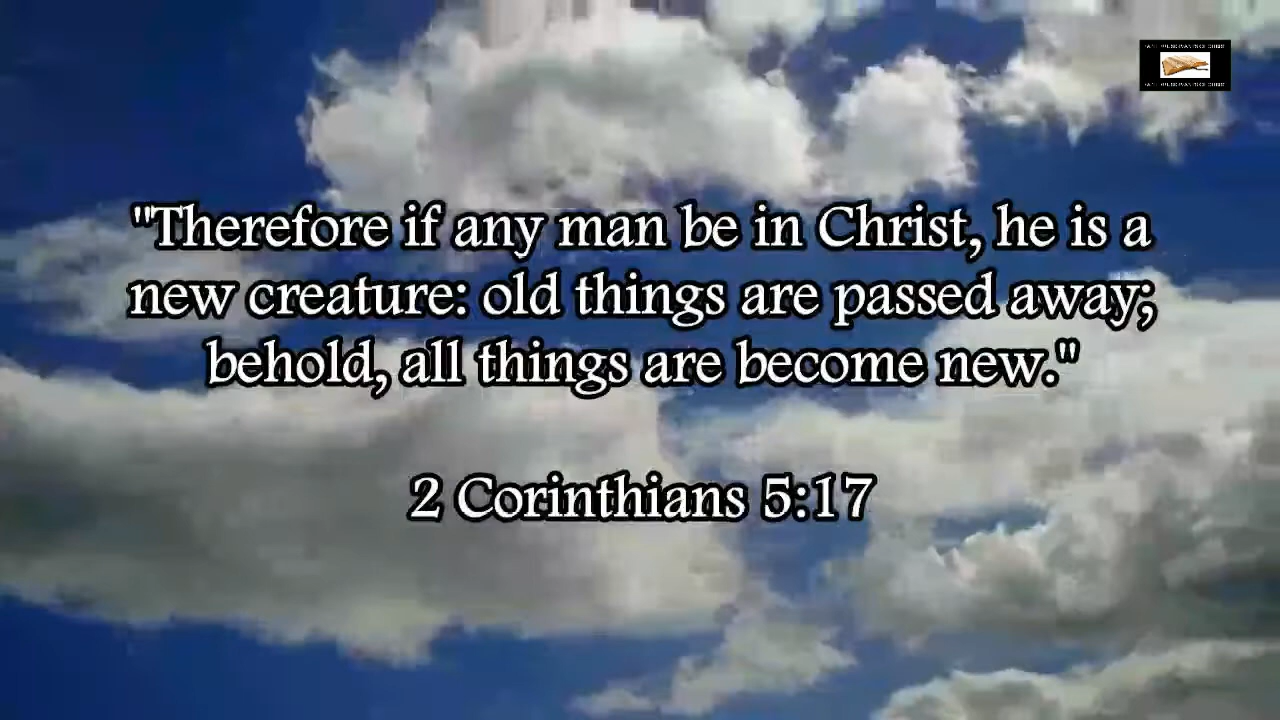 "Therefore if any man be in Christ, he is a
new creature: old things are passed away;
behold, all things are become new."
2 Corinthians 5:17